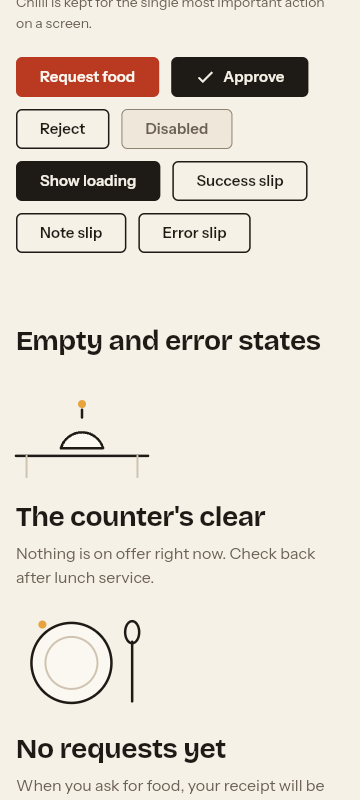 Chilli is kept for the single most important action
on a screen.
Request food
Approve
Reject
Disabled
Show loading
Success slip
Note slip
Error slip
Empty and error states
The counter's clear
Nothing is on offer right now. Check back
after lunch service.
No requests yet
When you ask for food, your receipt will be